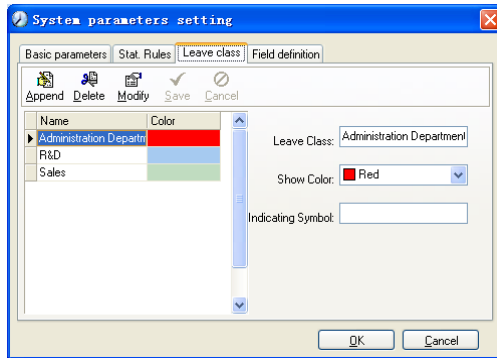 System parameters setting
Basic parameters Stat. Rules Leave class Field definition
Append Delete Modify Save Cancel
Name Color
Administration Departm
R&D
Sales
Leave Class: Administration Department
Show Color: Red
Indicating Symbol:
OK Cancel